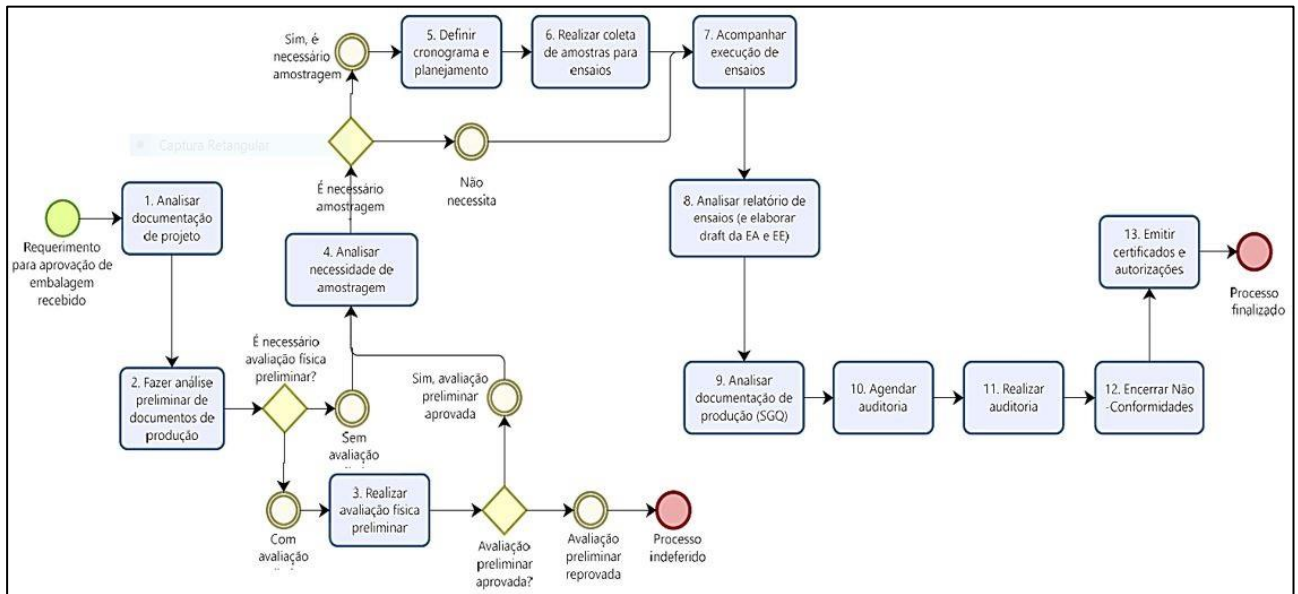 Sim, é
necessário
amostragem
5. Definir
cronograma e
planejamento
6. Realizar coleta
de amostras para
ensaios
7. Acompanhar
execução de
ensaios
Captura Retangular
É necessário
amostragem
Não
necessita
1. Analisar
documentação
de projeto
Requerimento
para aprovação de
embalagem
recebido
4. Analisar
necessidade de
amostragem
8. Analisar relatório de
ensaios (e elaborar
draft da EA e EE)
13. Emitir
certificados e
autorizações
Processo
finalizado
2. Fazer análise
preliminar de
documentos de
produção
É necessário
avaliação física
preliminar?
Sem
avaliação
Sim, avaliação
preliminar
aprovada
9. Analisar
documentação de
produção (SGQ)
10. Agendar
auditoria
11. Realizar
auditoria
12. Encerrar Não
-Conformidades
Com
avaliação
3. Realizar
avaliação física
preliminar
Avaliação
preliminar
aprovada?
Avaliação
preliminar
reprovada
Processo
indeferido